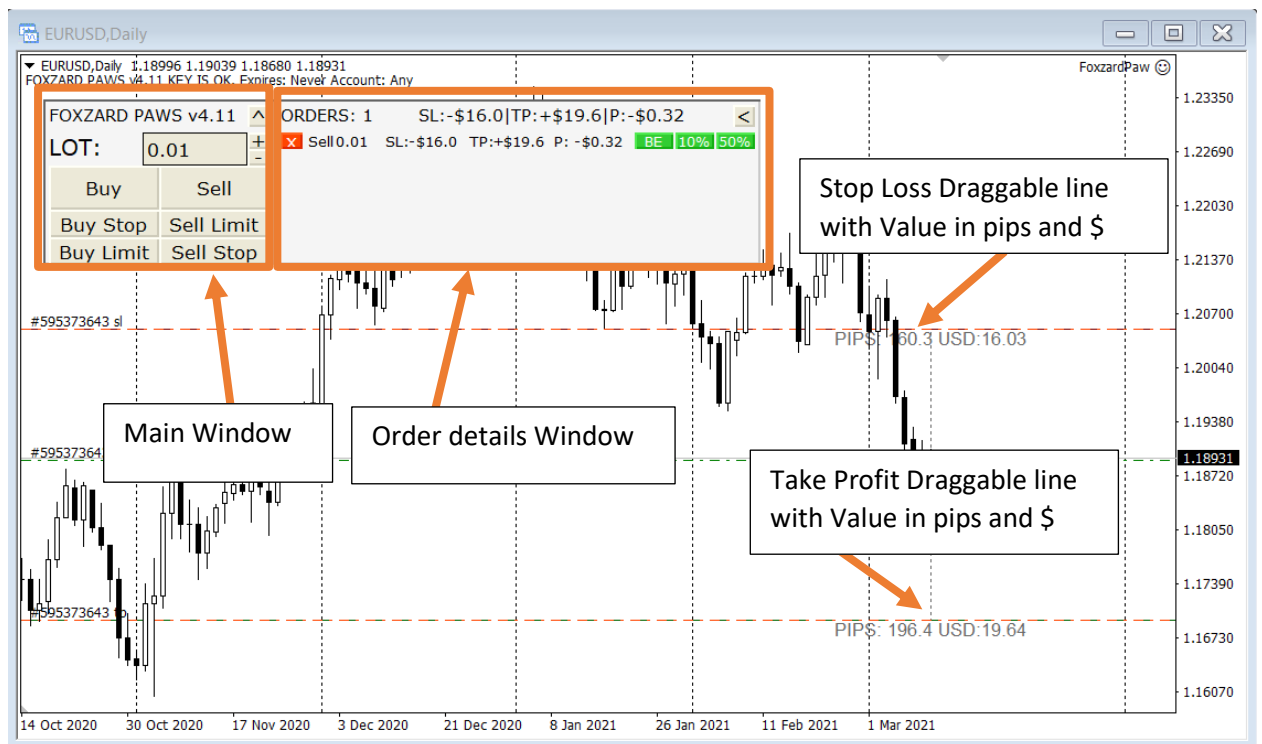 EURUSD,Daily
EURUSD,Daily 1.18996 1.19039 1.18680 1.18931
FoxzardPaw ☺
FOXZARD PAWS v4.11 KEY IS OK. Expires: Never Account: Any
FOXZARD PAWS v4.11 ^
LOT: 0.01 + -
Buy Sell
Buy Stop Sell Limit
Buy Limit Sell Stop
ORDERS: 1 SL:-$16.0|TP:+$19.6|P:-$0.32 <
X Sell 0.01 SL:-$16.0 TP:+$19.6 P: -$0.32 BE 10% 50%
Stop Loss Draggable line
with Value in pips and $
#595373643 sl
PIPS: 160.3 USD:16.03
Main Window
Order details Window
#59537364
Take Profit Draggable line
with Value in pips and $
#595373643 tp
PIPS: 196.4 USD:19.64
1.23350
1.22690
1.22030
1.21370
1.20700
1.20040
1.19380
1.18931
1.18720
1.18050
1.17390
1.16730
1.16070
14 Oct 2020 30 Oct 2020 17 Nov 2020 3 Dec 2020 21 Dec 2020 8 Jan 2021 26 Jan 2021 11 Feb 2021 1 Mar 2021